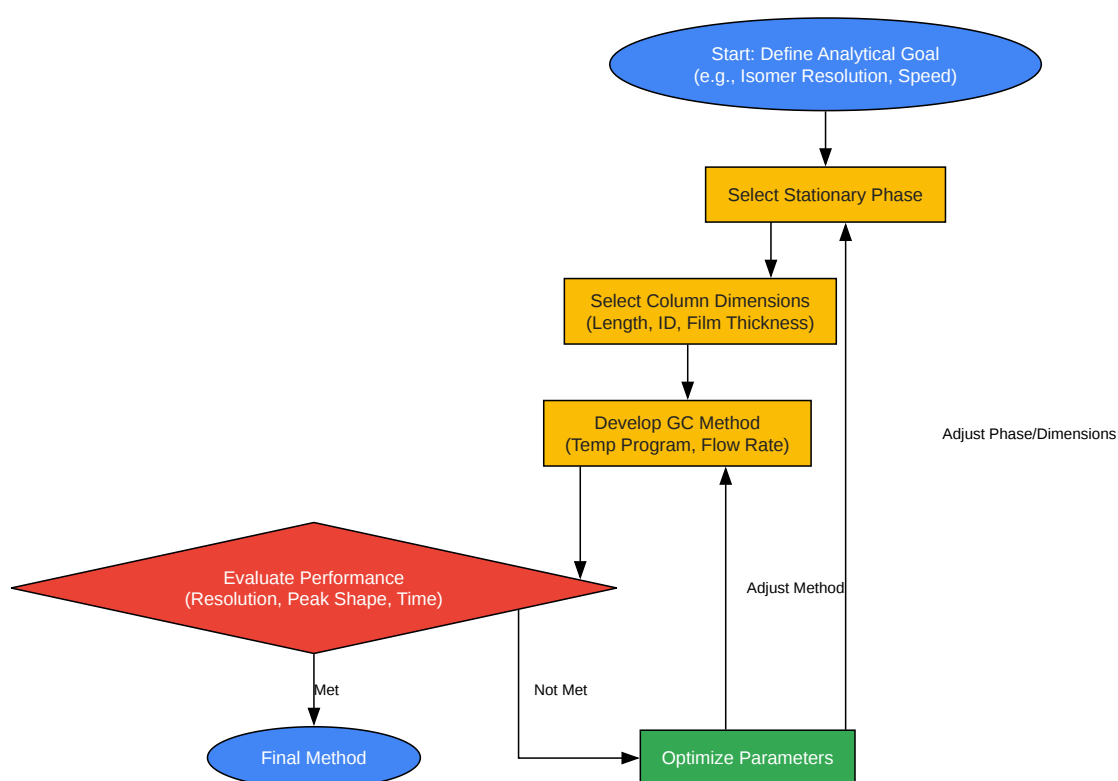 Start: Define Analytical Goal
(e.g., Isomer Resolution, Speed)
Select Stationary Phase
Select Column Dimensions
(Length, ID, Film Thickness)
Develop GC Method
(Temp Program, Flow Rate)
Adjust Phase/Dimensions
Evaluate Performance
(Resolution, Peak Shape, Time)
Adjust Method
Met
Not Met
Final Method
Optimize Parameters